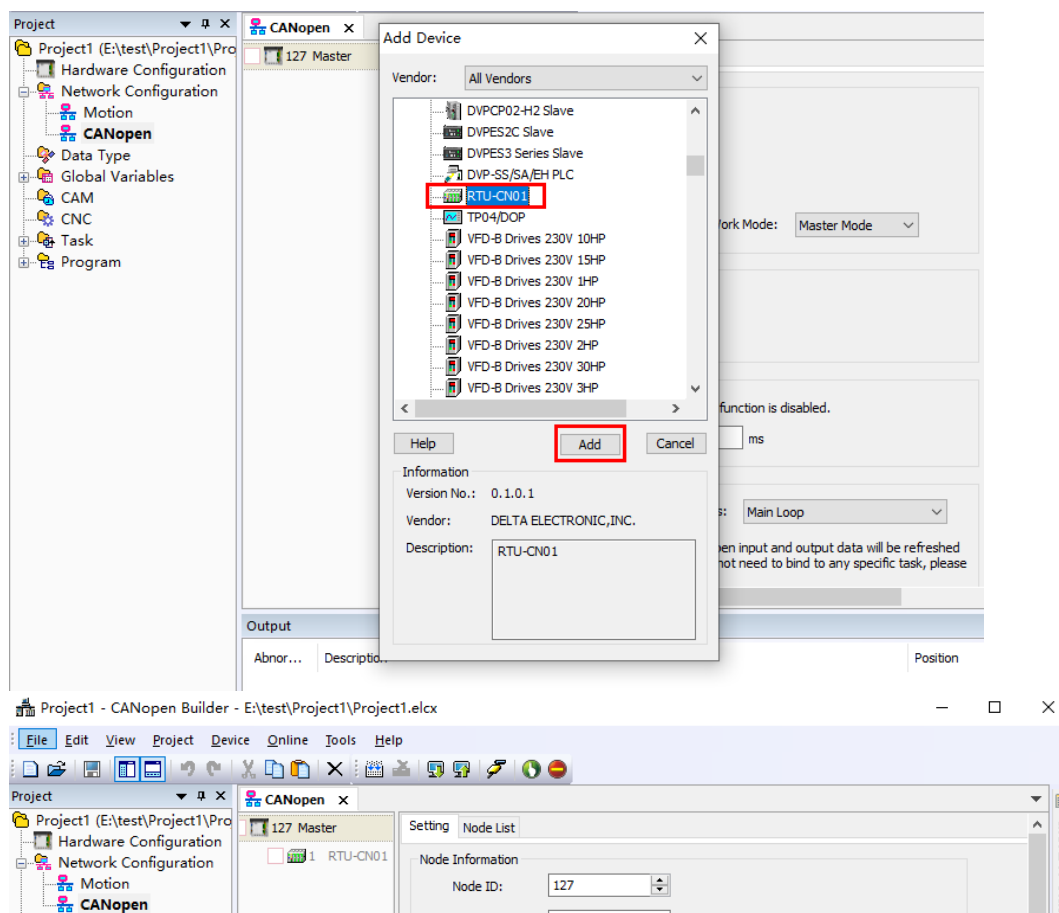 Project
CANopen
Project1 (E:\test\Project1\Pro
Hardware Configuration
Network Configuration
Motion
CANopen
Data Type
Global Variables
CAM
CNC
Task
Program
127 Master
Add Device
Vendor: All Vendors
DVPCP02-H2 Slave
DVPES2C Slave
DVPES3 Series Slave
DVP-SS/SA/EH PLC
RTU-CN01
TP04/DOP
VFD-B Drives 230V 10HP
VFD-B Drives 230V 15HP
VFD-B Drives 230V 1HP
VFD-B Drives 230V 20HP
VFD-B Drives 230V 25HP
VFD-B Drives 230V 2HP
VFD-B Drives 230V 30HP
VFD-B Drives 230V 3HP
Help Add Cancel
Information
Version No.: 0.1.0.1
Vendor: DELTA ELECTRONIC,INC.
Description: RTU-CN01
ork Mode: Master Mode
function is disabled.
ms
s: Main Loop
en input and output data will be refreshed
not need to bind to any specific task, please
Output
Abnor... Description Position
Project1 - CANopen Builder - E:\test\Project1\Project1.elcx
File Edit View Project Device Online Tools Help
Project
CANopen
Project1 (E:\test\Project1\Pro
Hardware Configuration
Network Configuration
Motion
CANopen
127 Master
1 RTU-CN01
Setting Node List
Node Information
Node ID: 127